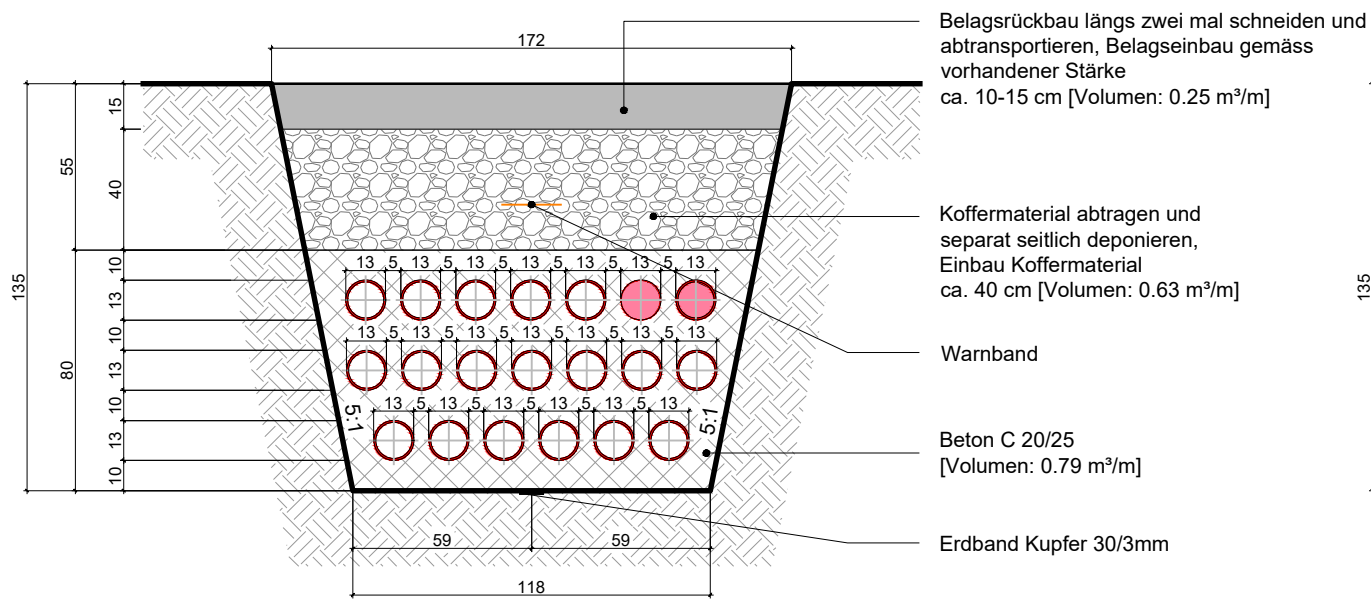 Belagsrückbau längs zwei mal schneiden und
abtransportieren, Belagseinbau gemäss
vorhandener Stärke
ca. 10-15 cm [Volumen: 0.25 m³/m]
172
15
55
40
135
135
Koffermaterial abtragen und
separat seitlich deponieren,
Einbau Koffermaterial
ca. 40 cm [Volumen: 0.63 m³/m]
10
13 5 13 5 13 5 13 5 13 5 13 5 13
13
10
13 5 13 5 13 5 13 5 13 5 13 5 13
Warnband
80
13
10
13 5 13 5 13 5 13 5 13 5 13
5:1
5:1
13
10
Beton C 20/25
[Volumen: 0.79 m³/m]
59 59
Erdband Kupfer 30/3mm
118